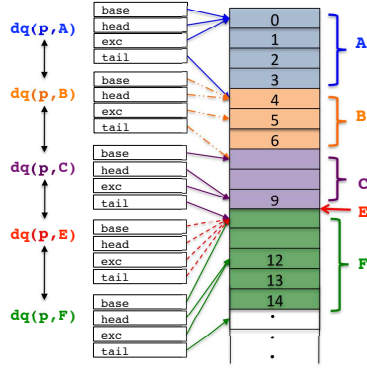 dq(p,A)
base
head
exc
tail
dq(p,B)
base
head
exc
tail
dq(p,C)
base
head
exc
tail
dq(p,E)
base
head
exc
tail
dq(p,F)
base
head
exc
tail
0
1
2
3
4
5
6
9
12
13
14
.
.
.
A
B
C
E
F